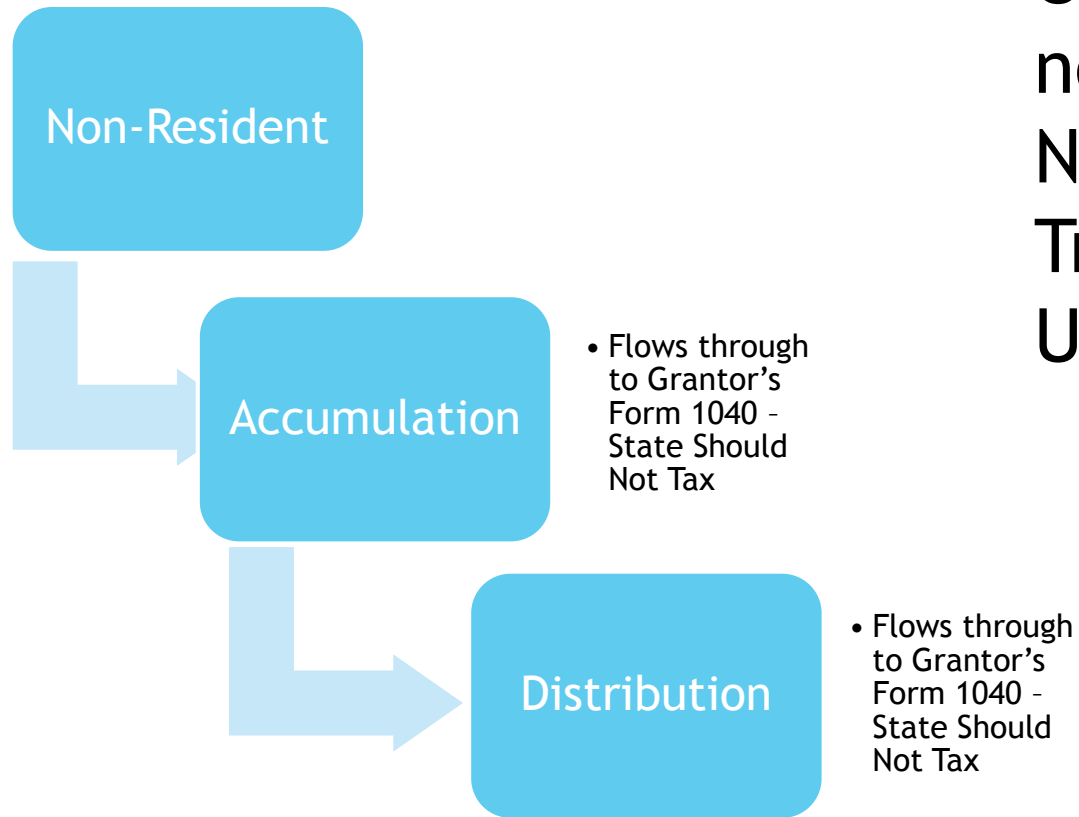 Non-Resident
Accumulation
• Flows through
to Grantor's
Form 1040 –
State Should
Not Tax
Distribution
• Flows through
to Grantor's
Form 1040 –
State Should
Not Tax